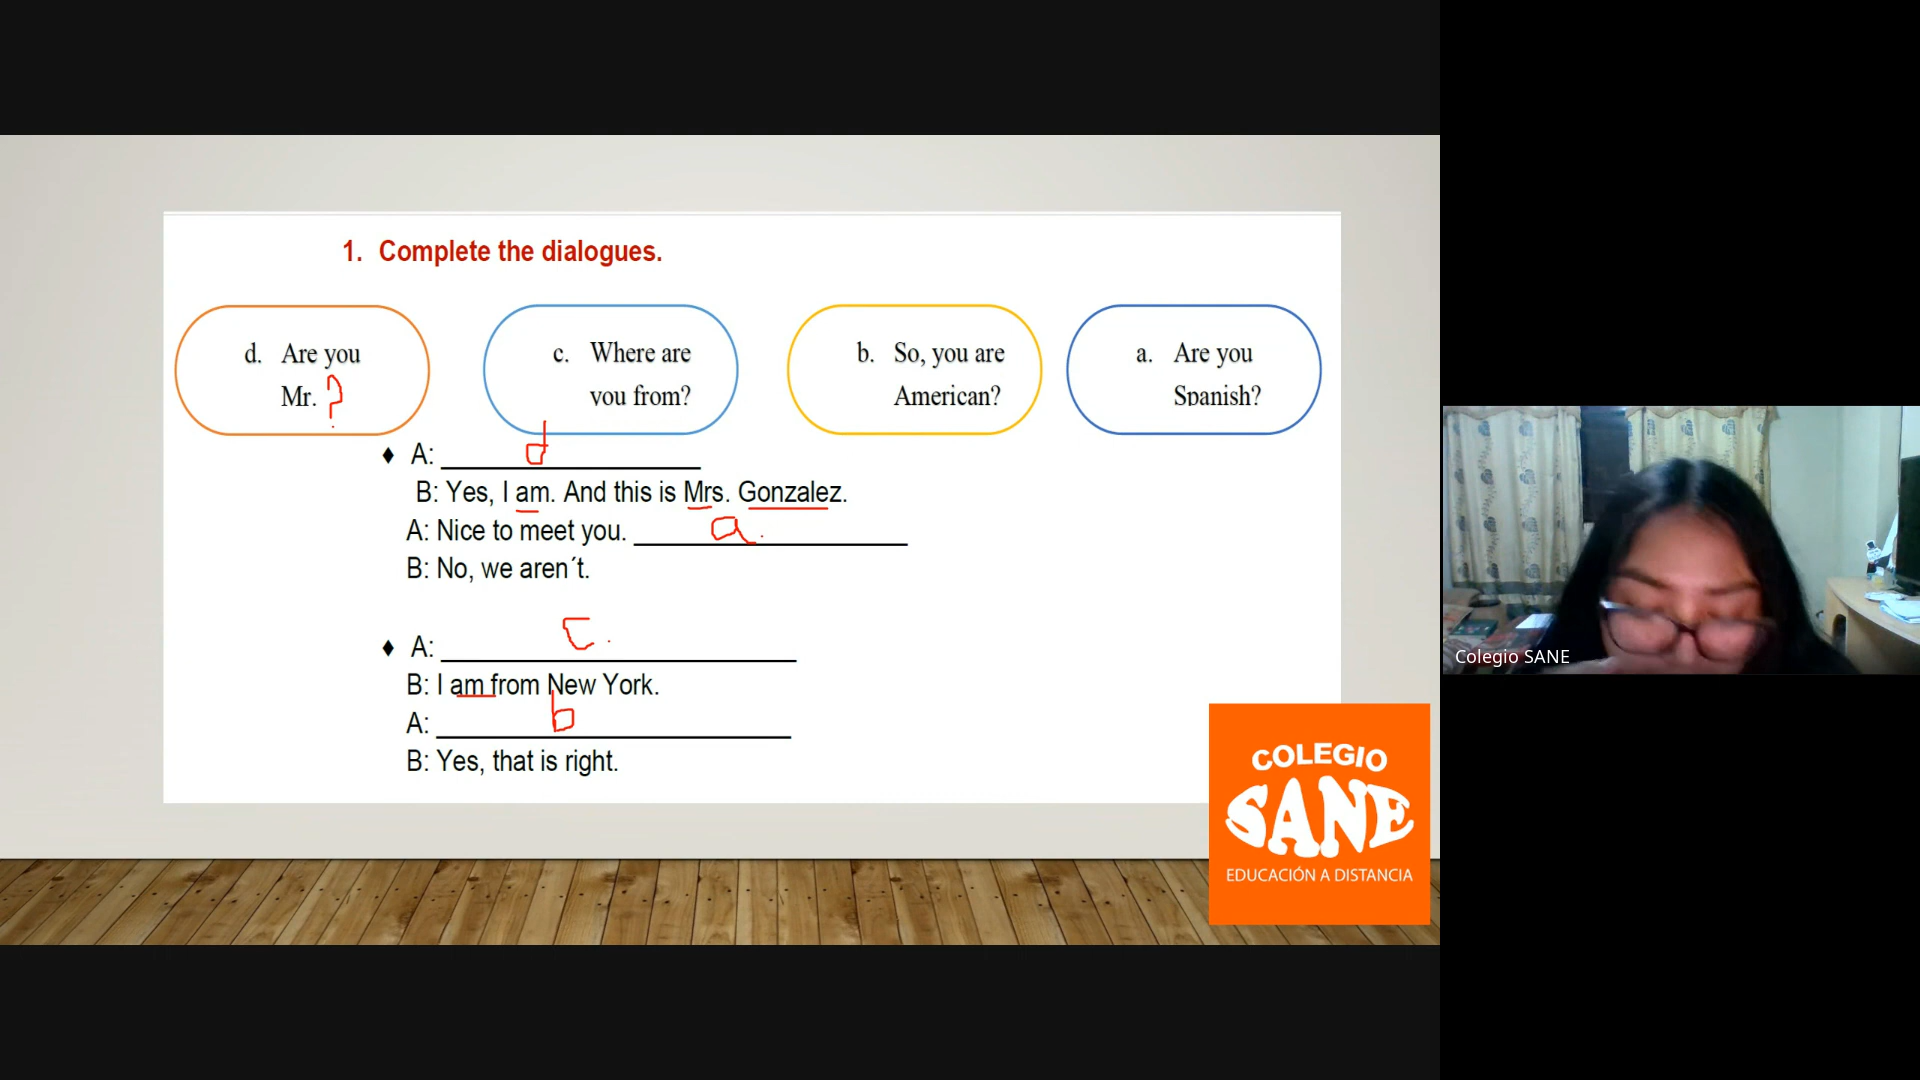 1. Complete the dialogues.
d. Are you
Mr. ?
c. Where are
you from?
b. So, you are
American?
a. Are you
Spanish?
♦ A: d
B: Yes, I am. And this is Mrs. Gonzalez.
A: Nice to meet you. a.
B: No, we aren´t.
♦ A: c.
B: I am from New York.
A: b
B: Yes, that is right.
COLEGIO
SANE
EDUCACIÓN A DISTANCIA
Colegio SANE